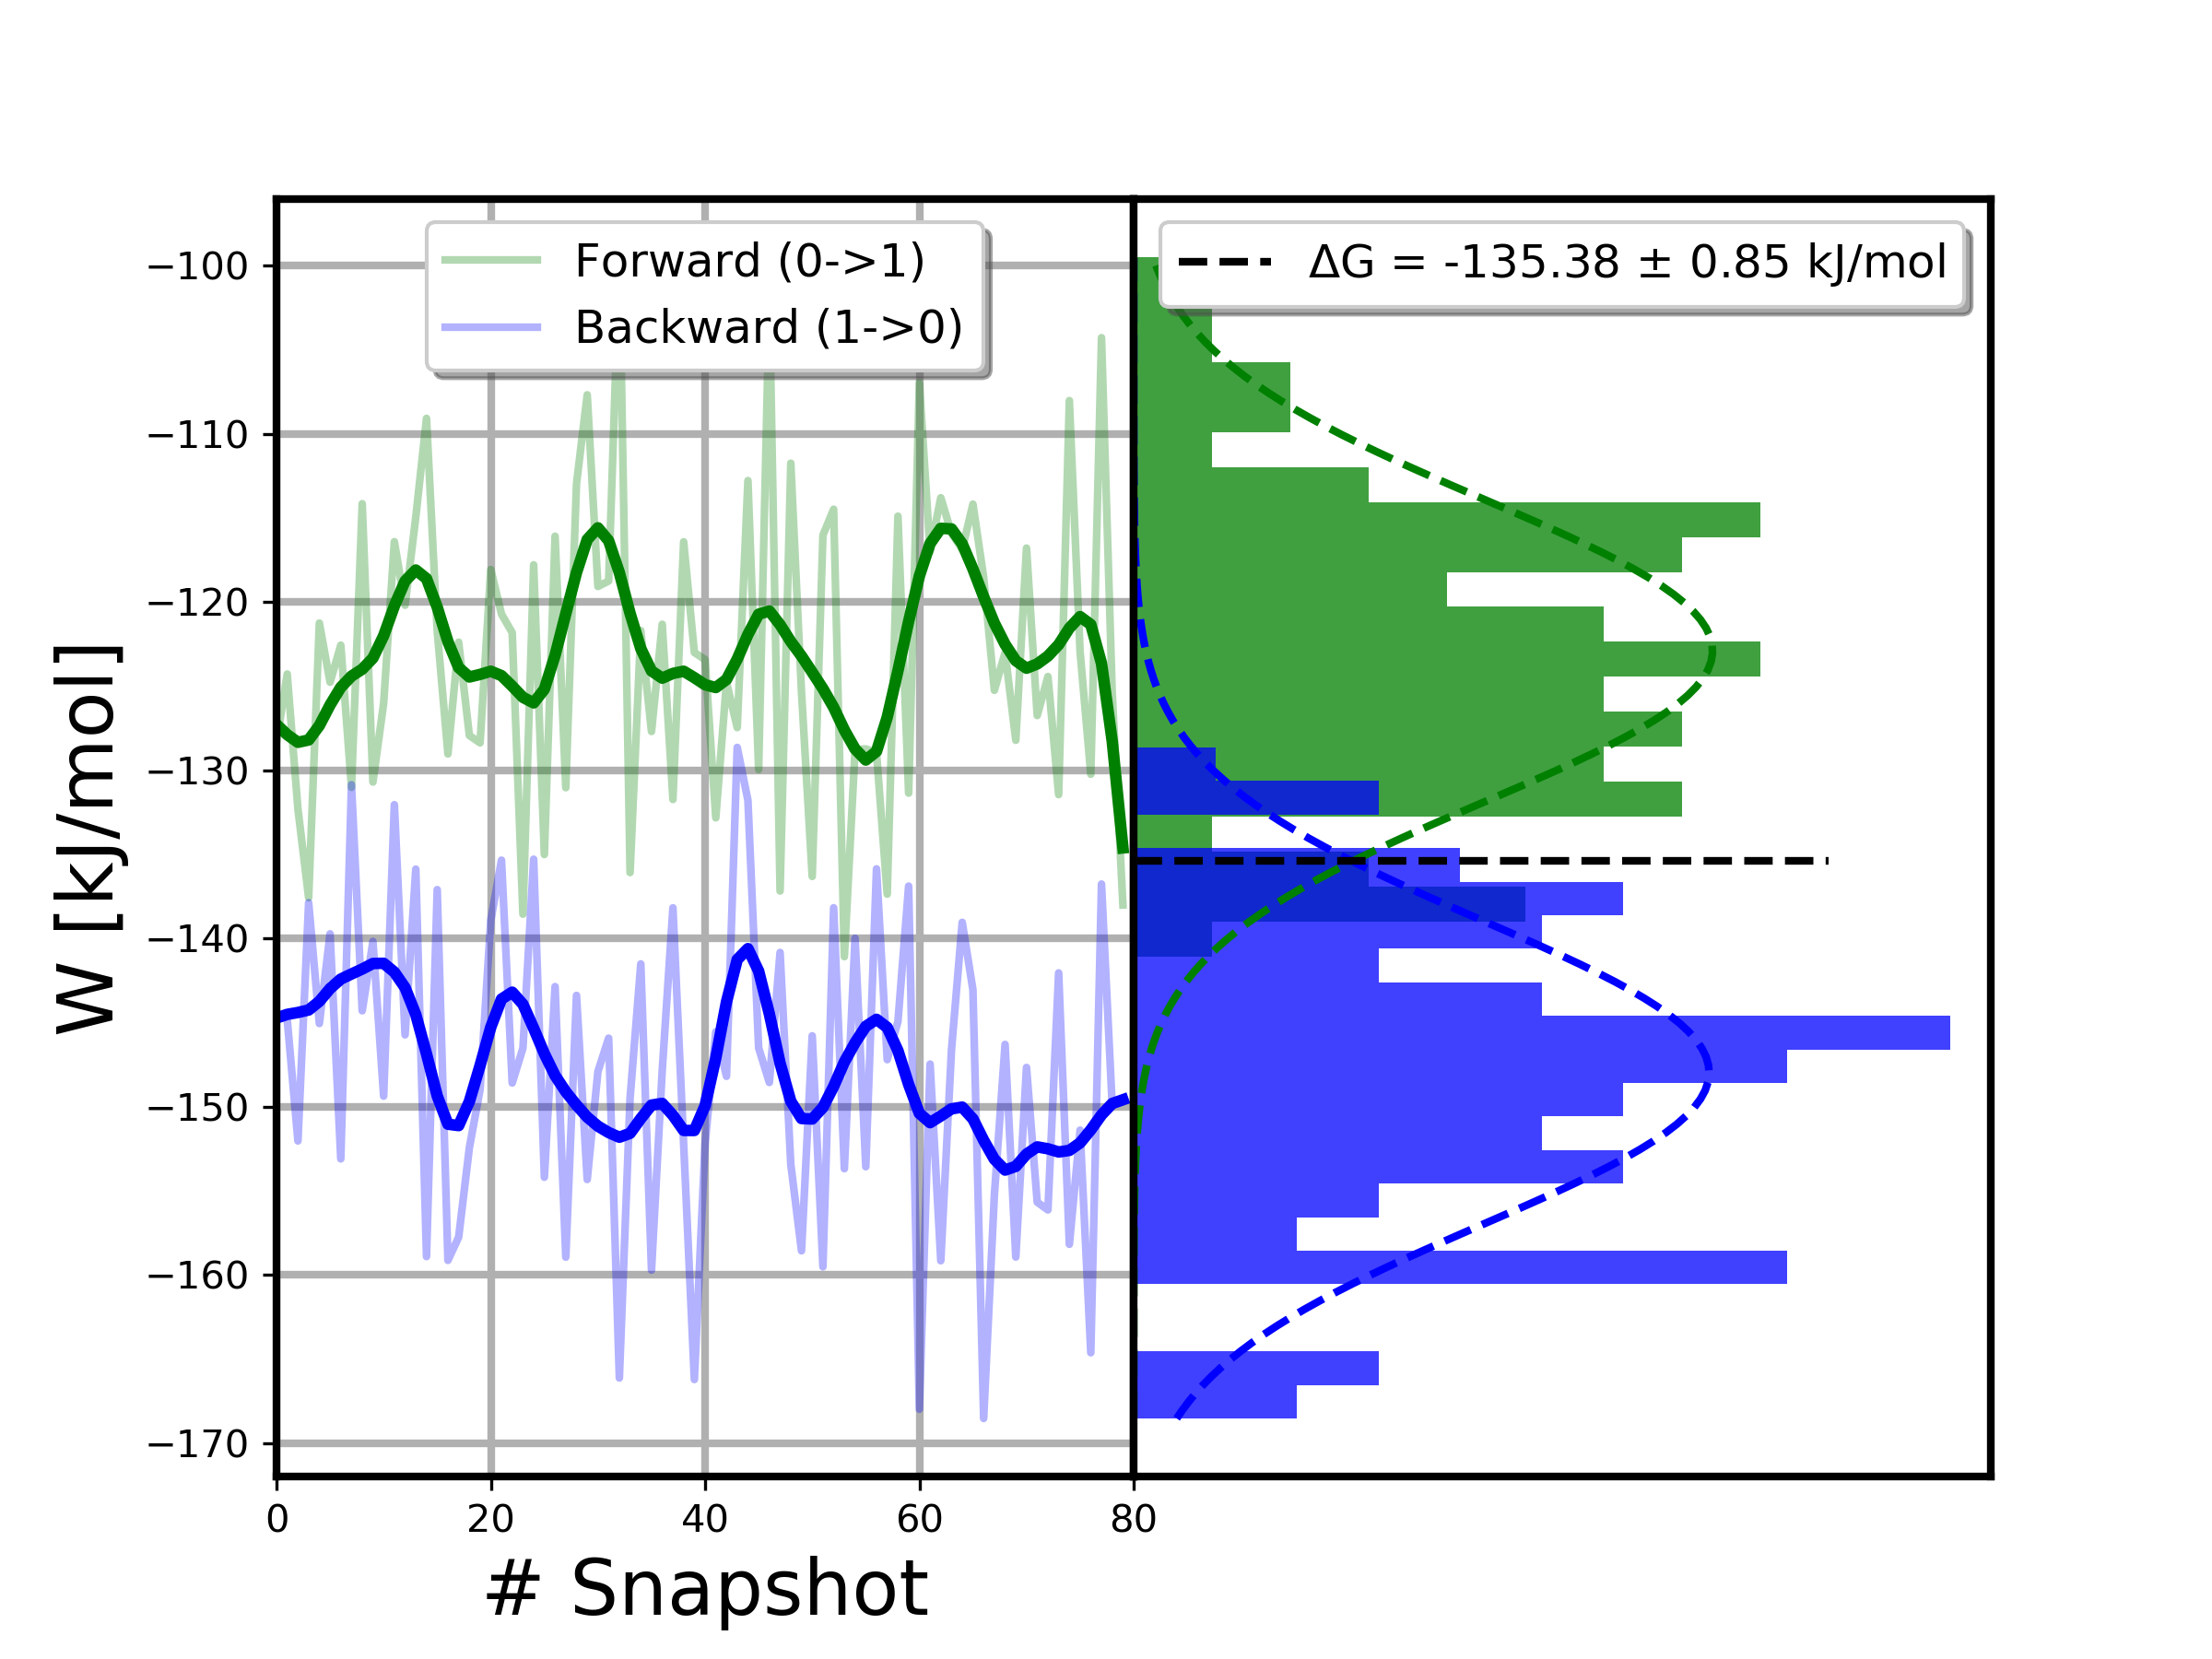 Forward (0->1)
Backward (1->0)
ΔG = -135.38 ± 0.85 kJ/mol
W [kJ/mol]
−100
−110
−120
−130
−140
−150
−160
−170
0 20 40 60 80
# Snapshot